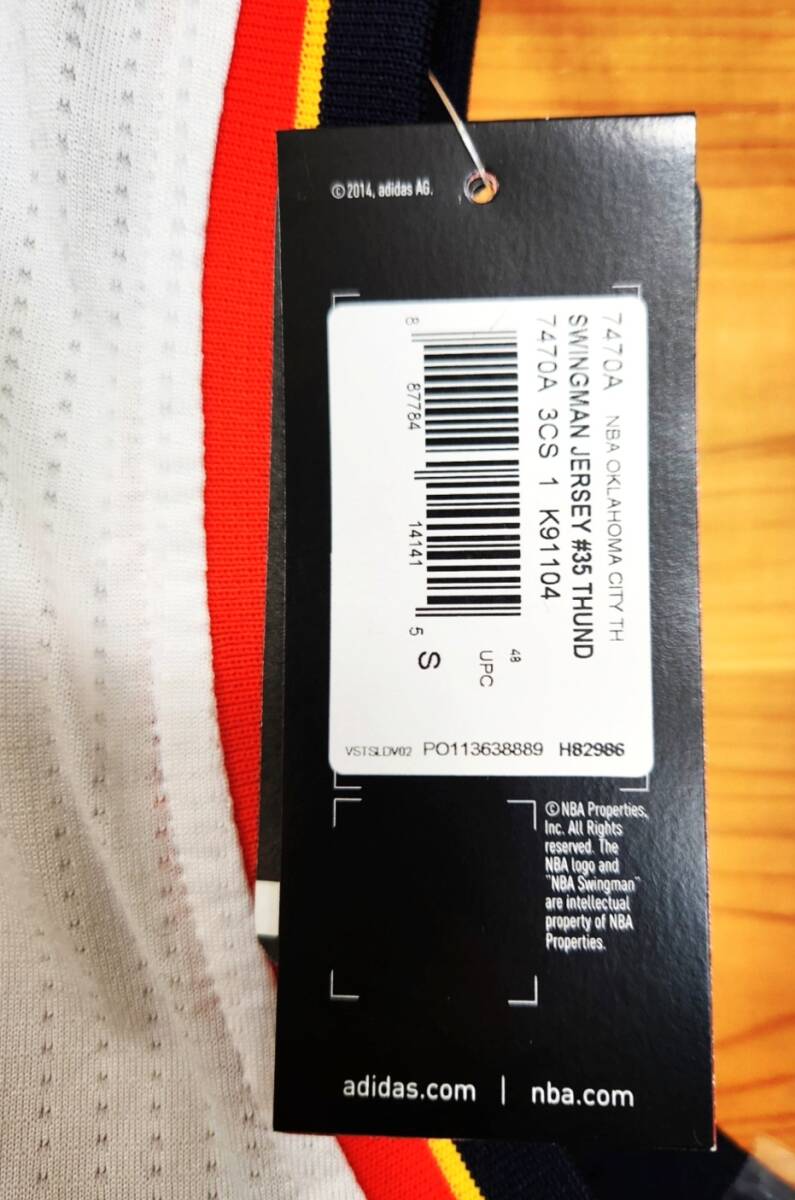 © 2014, adidas AG.
7470A NBA OKLAHOMA CITY TH
SWINGMAN JERSEY #35 THUND
7470A 3CS 1 K91104
8 87784 14141 5
48
UPC
S
VSTSLDV02 PO113638889 H82986
© NBA Properties,
Inc. All Rights
reserved. The
NBA logo and
"NBA Swingman"
are intellectual
property of NBA
Properties.
adidas.com | nba.com